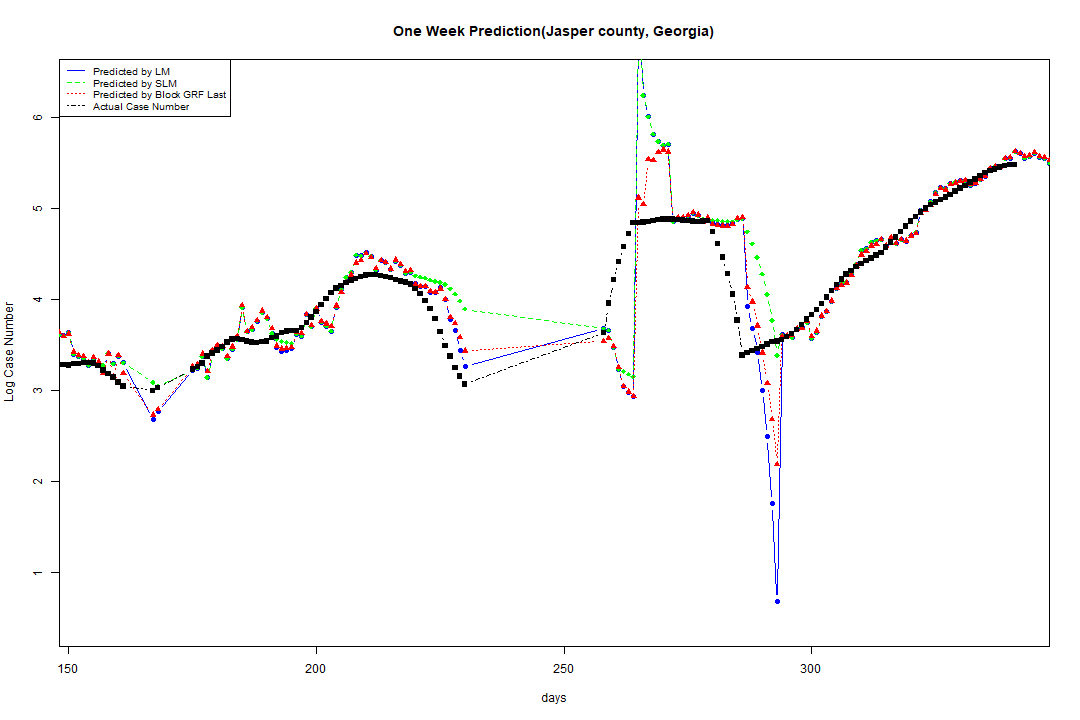 One Week Prediction(Jasper county, Georgia)
Predicted by LM
Predicted by SLM
Predicted by Block GRF Last
Actual Case Number
Log Case Number
6
5
4
3
2
1
150 200 250 300
days